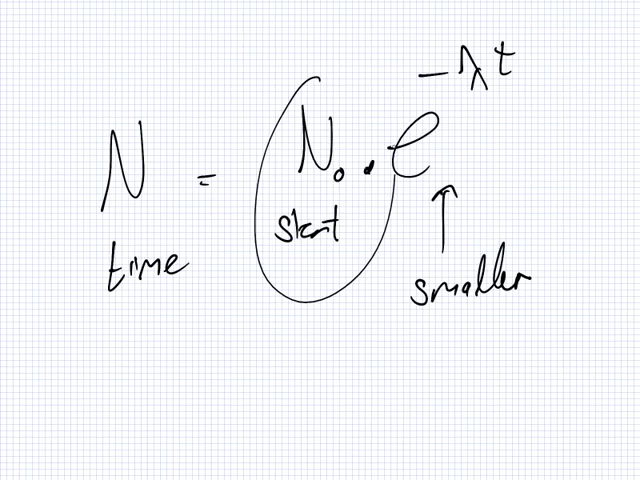 N = N₀ · e^(-λt)
time start smaller